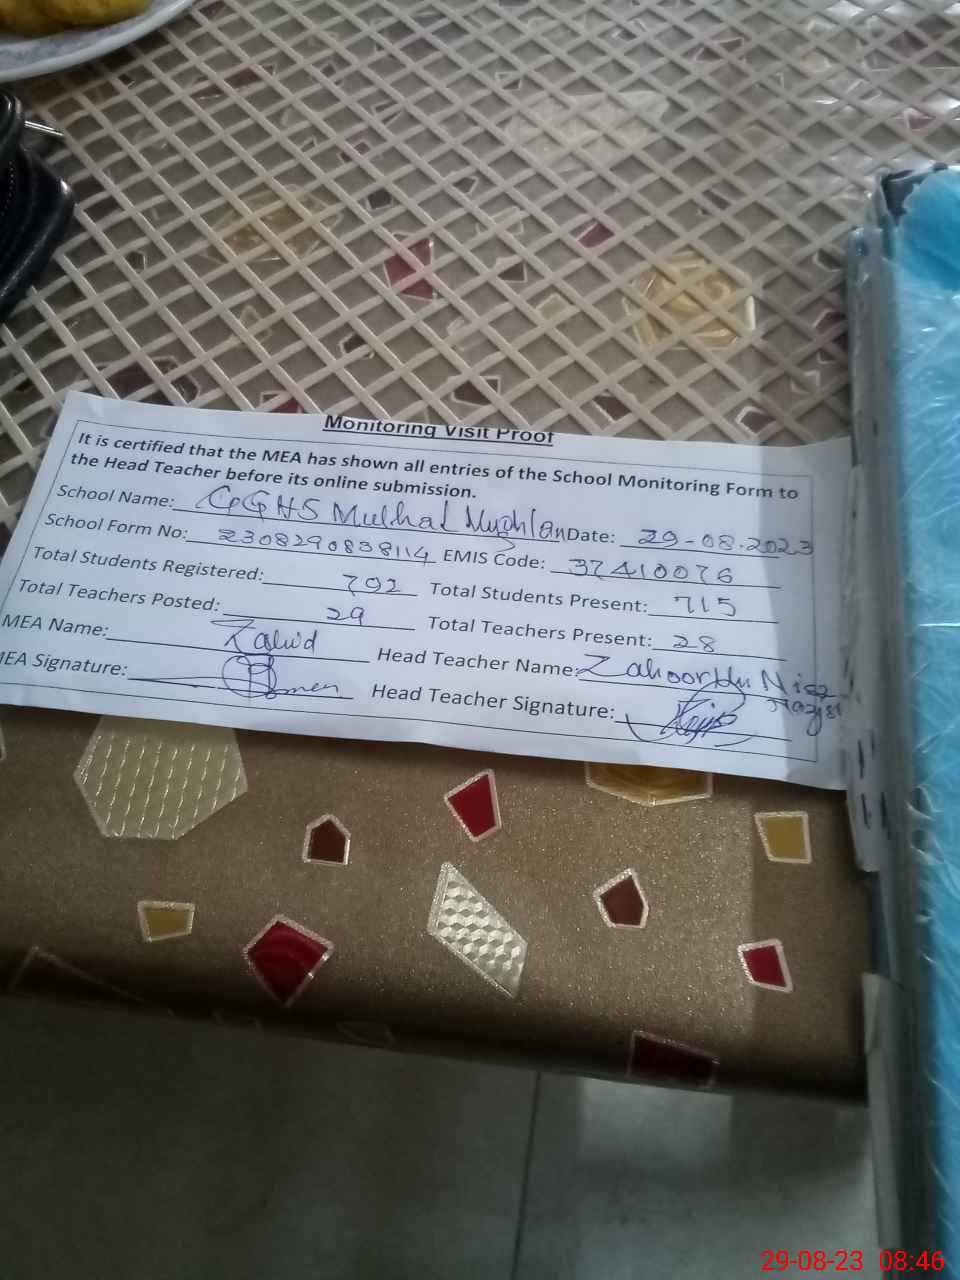 Monitoring Visit Proof
It is certified that the MEA has shown all entries of the School Monitoring Form to
the Head Teacher before its online submission.
School Name: GGHS Mulhal Mughlan Date: 29-08-2023
School Form No: 2308290838114 EMIS Code: 37410076
Total Students Registered: 792 Total Students Present: 715
Total Teachers Posted: 29 Total Teachers Present: 28
MEA Name: Zahid Head Teacher Name: Zahoor Un Nisa
MEA Signature: Head Teacher Signature:
29-08-23 08:46